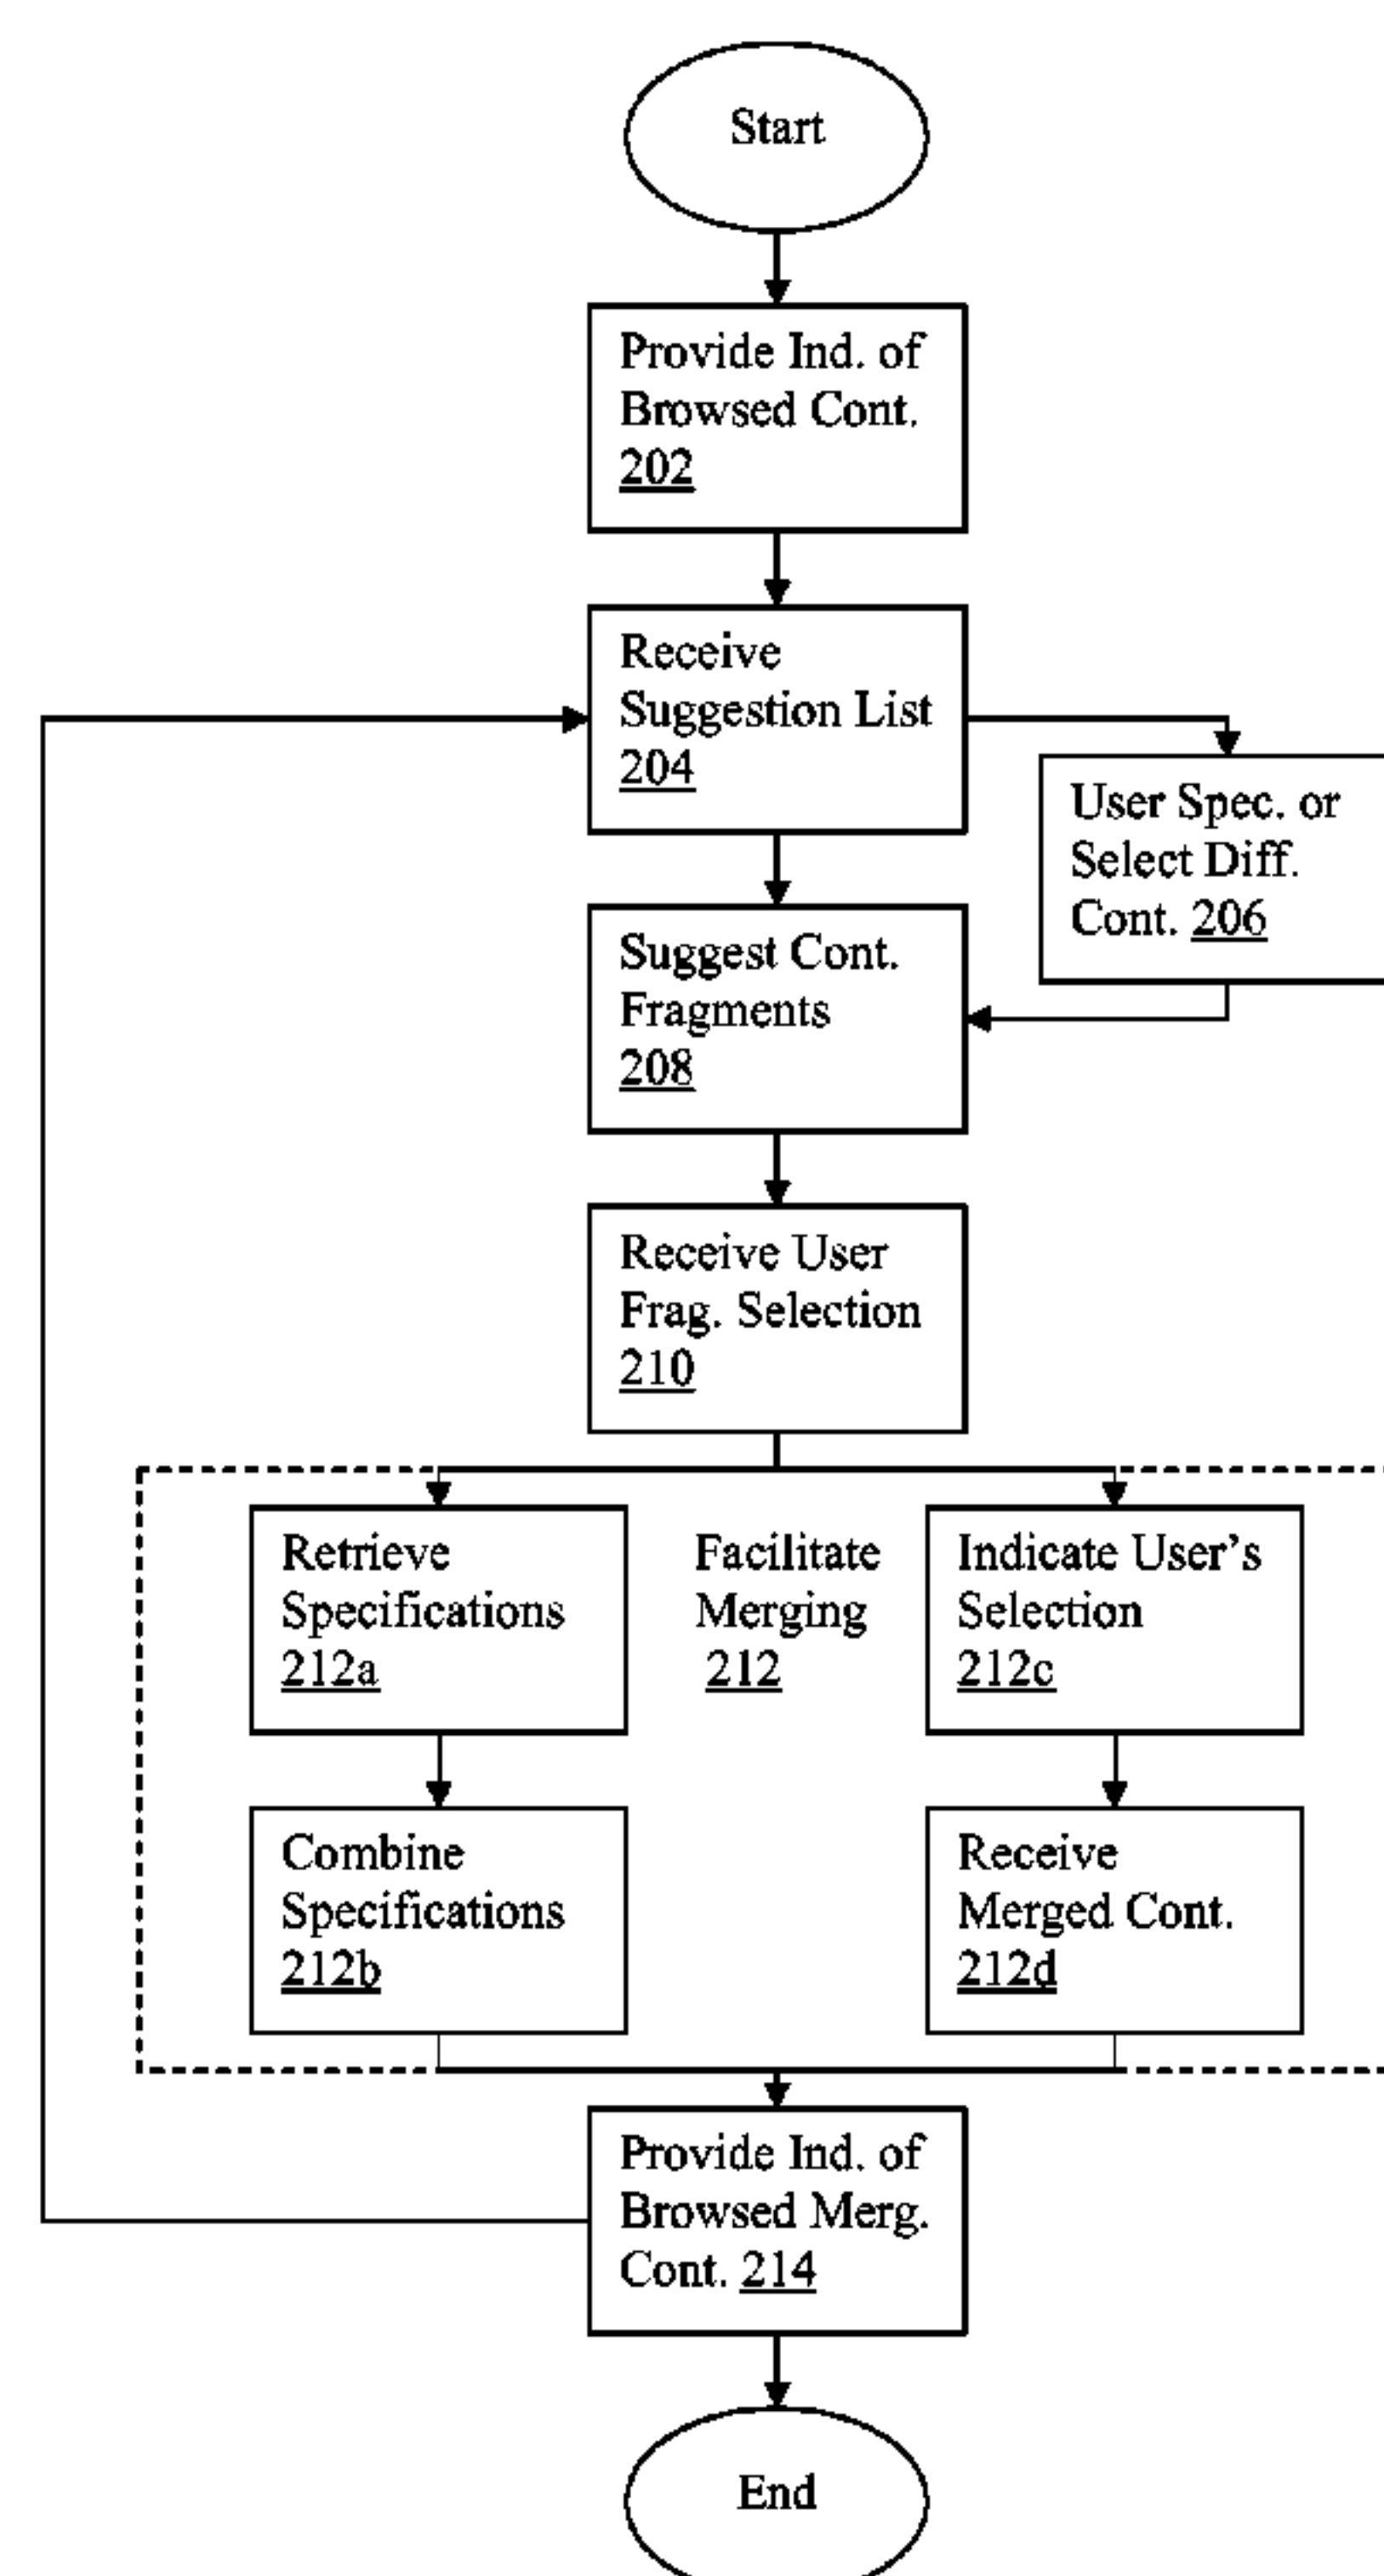 Start
Provide Ind. of
Browsed Cont.
202
Receive
Suggestion List
204
User Spec. or
Select Diff.
Cont. 206
Suggest Cont.
Fragments
208
Receive User
Frag. Selection
210
Retrieve
Specifications
212a
Facilitate
Merging
212
Indicate User’s
Selection
212c
Combine
Specifications
212b
Receive
Merged Cont.
212d
Provide Ind. of
Browsed Merg.
Cont. 214
End